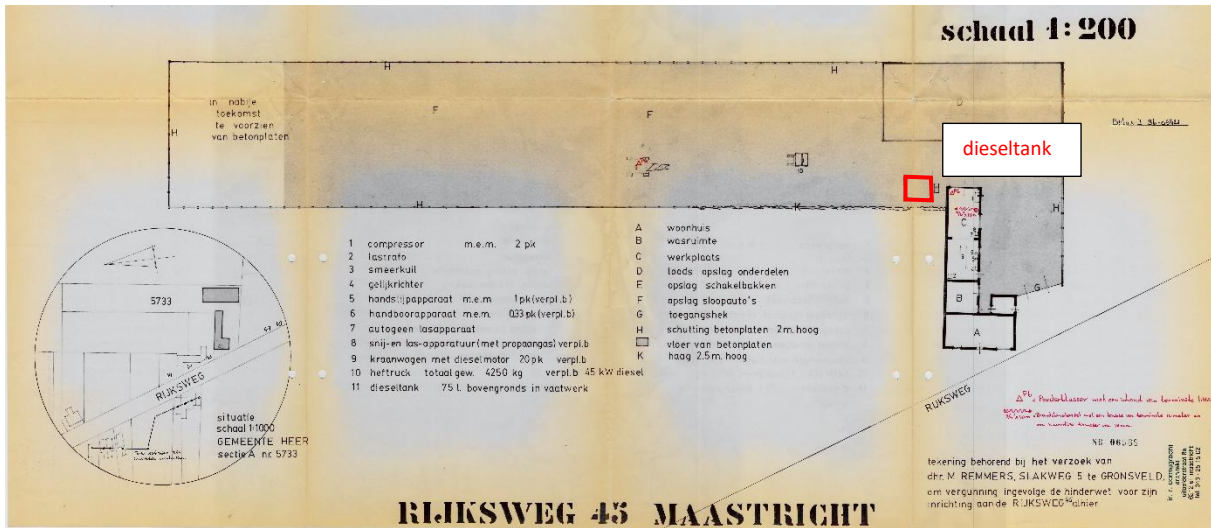 schaal 1:200
in nabije
toekomst
te voorzien
van betonplaten
H
H
H
F
F
D
dieseltank
10
H
K
H
C
B
A
G
H
1 compressor m.e.m. 2 pk
2 lastrafo
3 smeerkuil
4 gelijkrichter
5 handslijpapparaat m.e.m 1 pk (verpl.b)
6 handboorapparaat m.e.m. 0.33 pk (verpl.b)
7 autogeen lasapparaat
8 snij-en las-apparatuur (met propaangas) verpl.b
9 kraanwagen met dieselmotor 20 pk verpl.b
10 heftruck totaal gew. 4250 kg verpl.b 45 kW diesel
11 dieseltank 75 l. bovengronds in vaatwerk
A woonhuis
B wasruimte
C werkplaats
D loods opslag onderdelen
E opslag schakelbakken
F opslag sloopauto's
G toegangshek
H schutting betonplaten 2 m. hoog
vloer van betonplaten
K haag 2.5 m. hoog
5733
RIJKSWEG
situatie
schaal 1:1000
GEMEENTE HEER
sectie A nr. 5733
RIJKSWEG
NB 06539
tekening behorend bij het verzoek van
dhr. M REMMERS, SLAKWEG 5 te GRONSVELD,
om vergunning ingevolge de hinderwet voor zijn
inrichting aan de RIJKSWEG 45 alhier
RIJKSWEG 45 MAASTRICHT